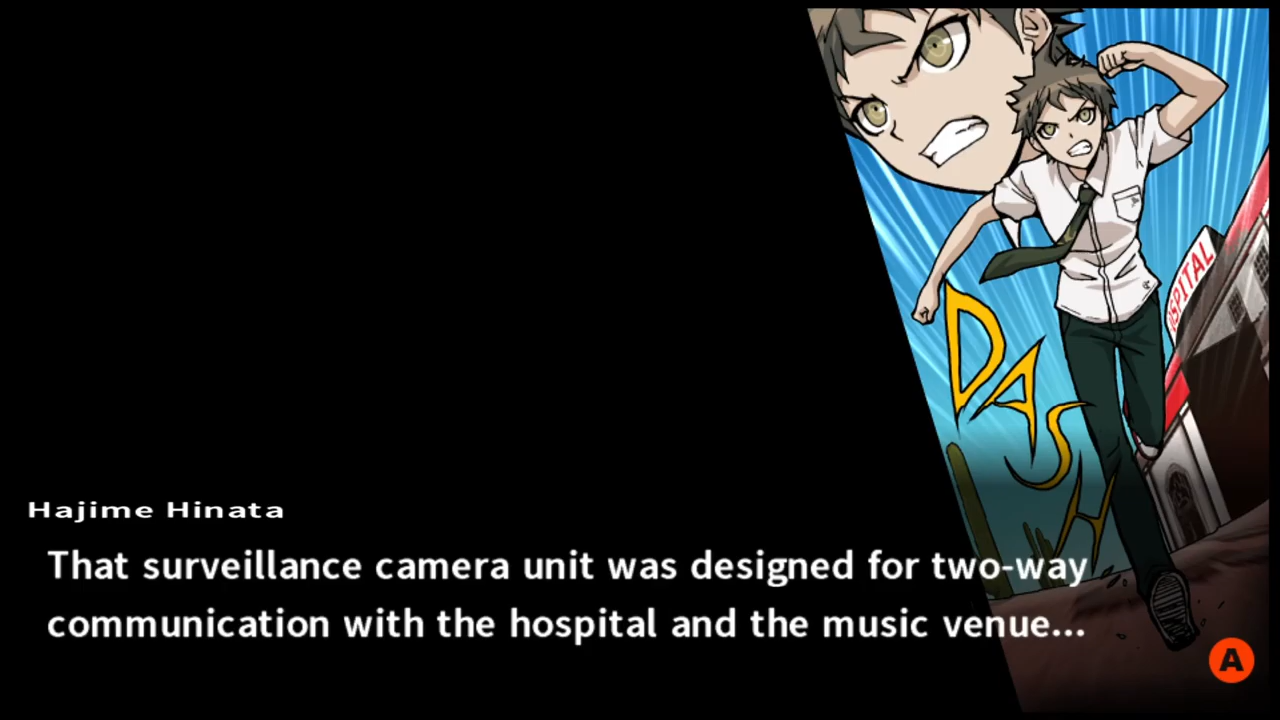 OSPITAL
DASH
Hajime Hinata
That surveillance camera unit was designed for two-way
communication with the hospital and the music venue...
A